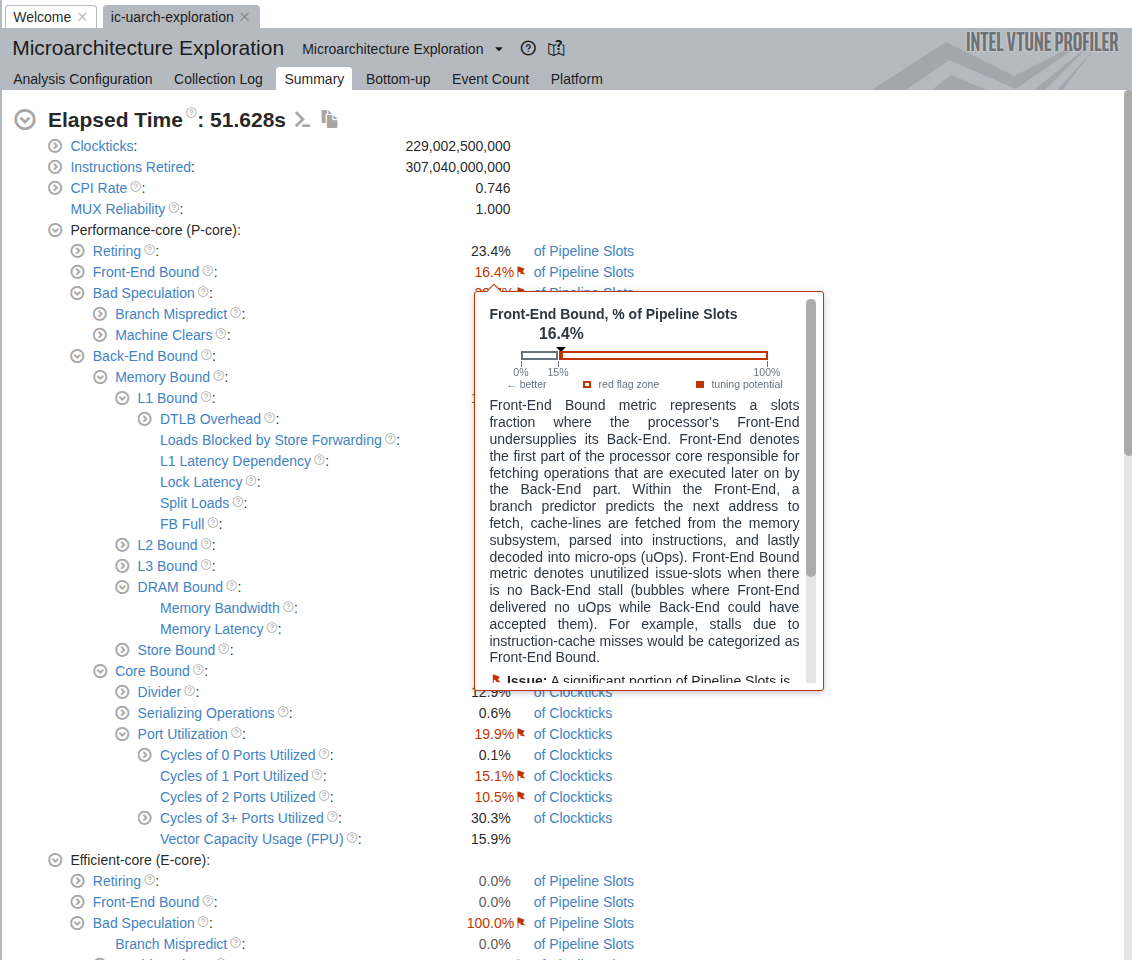 Welcome
ic-uarch-exploration
Microarchitecture Exploration Microarchitecture Exploration
INTEL VTUNE PROFILER
Analysis Configuration Collection Log Summary Bottom-up Event Count Platform
Elapsed Time : 51.628s
Clockticks: 229,002,500,000
Instructions Retired: 307,040,000,000
CPI Rate : 0.746
MUX Reliability : 1.000
Performance-core (P-core):
Retiring : 23.4% of Pipeline Slots
Front-End Bound : 16.4% of Pipeline Slots
Bad Speculation : of Pipeline Slots
Branch Mispredict :
Machine Clears :
Back-End Bound :
Memory Bound :
L1 Bound :
DTLB Overhead :
Loads Blocked by Store Forwarding :
L1 Latency Dependency :
Lock Latency :
Split Loads :
FB Full :
L2 Bound :
L3 Bound :
DRAM Bound :
Memory Bandwidth :
Memory Latency :
Store Bound :
Core Bound :
Divider : 12.9% of Clockticks
Serializing Operations : 0.6% of Clockticks
Port Utilization : 19.9% of Clockticks
Cycles of 0 Ports Utilized : 0.1% of Clockticks
Cycles of 1 Port Utilized : 15.1% of Clockticks
Cycles of 2 Ports Utilized : 10.5% of Clockticks
Cycles of 3+ Ports Utilized : 30.3% of Clockticks
Vector Capacity Usage (FPU) : 15.9%
Efficient-core (E-core):
Retiring : 0.0% of Pipeline Slots
Front-End Bound : 0.0% of Pipeline Slots
Bad Speculation : 100.0% of Pipeline Slots
Branch Mispredict : 0.0% of Pipeline Slots
Front-End Bound, % of Pipeline Slots
16.4%
0% 15% 100%
← better red flag zone tuning potential
Front-End Bound metric represents a slots
fraction where the processor's Front-End
undersupplies its Back-End. Front-End denotes
the first part of the processor core responsible for
fetching operations that are executed later on by
the Back-End part. Within the Front-End, a
branch predictor predicts the next address to
fetch, cache-lines are fetched from the memory
subsystem, parsed into instructions, and lastly
decoded into micro-ops (uOps). Front-End Bound
metric denotes unutilized issue-slots when there
is no Back-End stall (bubbles where Front-End
delivered no uOps while Back-End could have
accepted them). For example, stalls due to
instruction-cache misses would be categorized as
Front-End Bound.
Issue: A significant portion of Pipeline Slots is